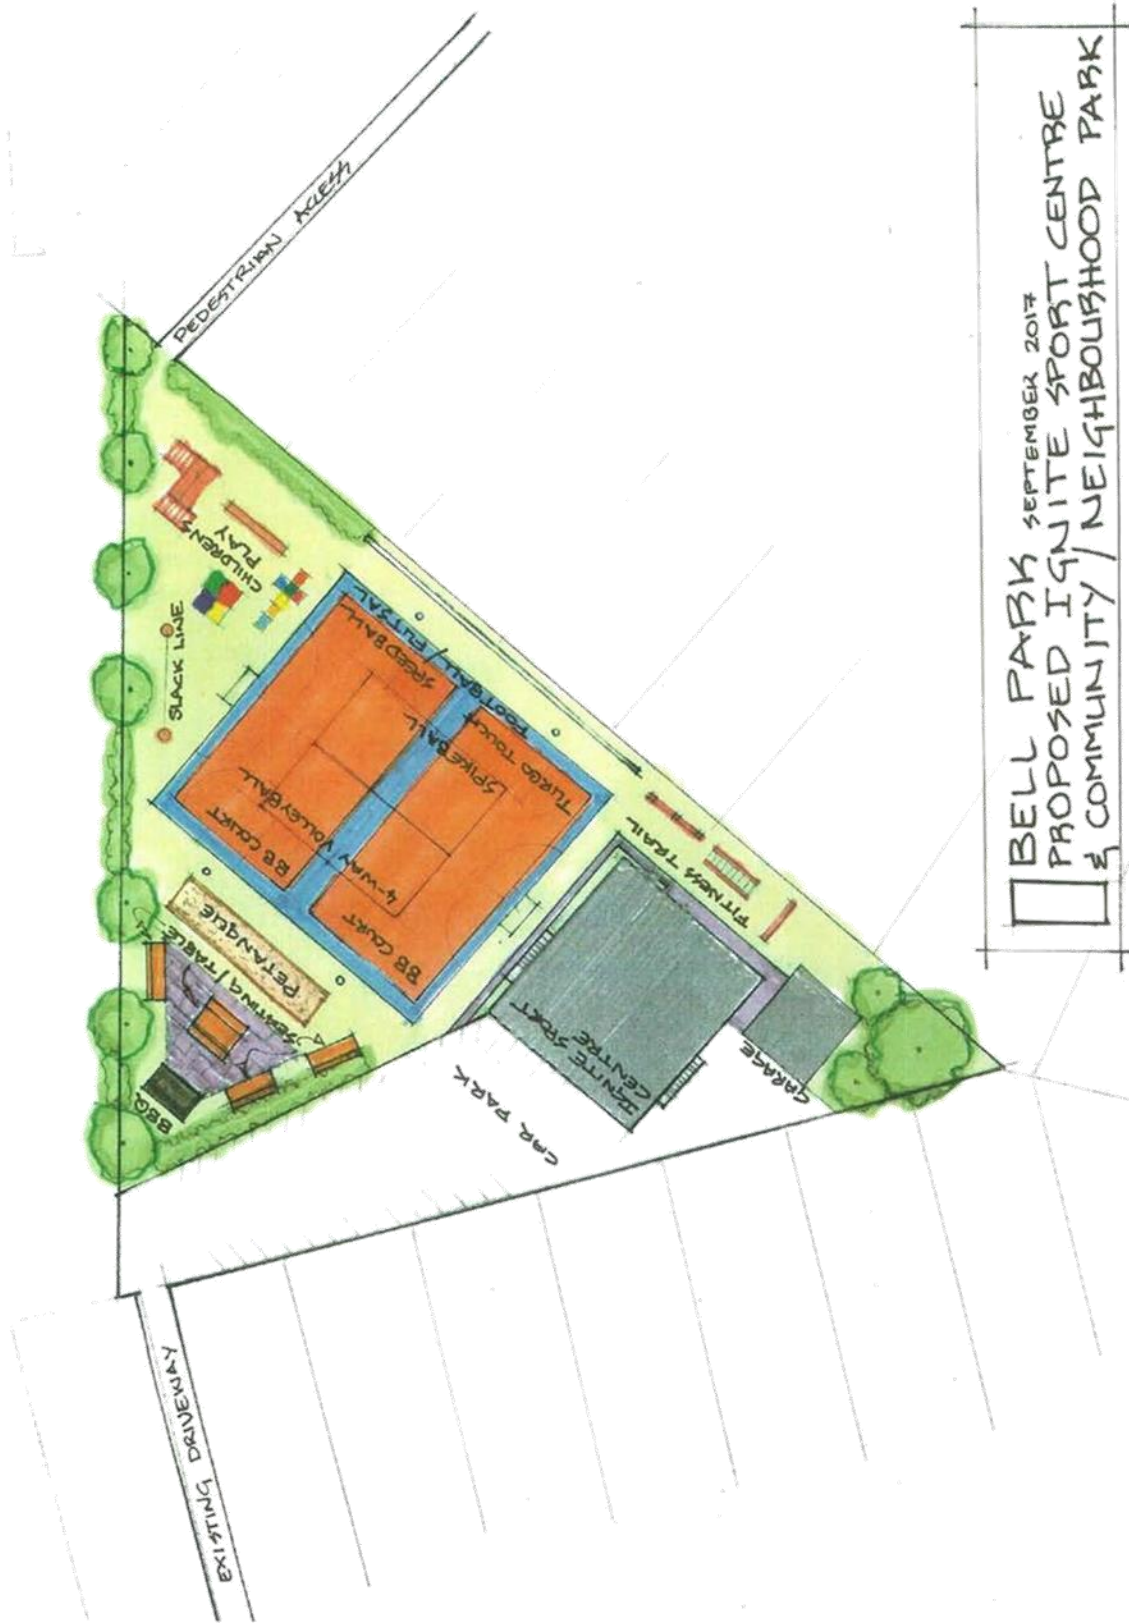 BELL PARK SEPTEMBER 2017
PROPOSED IGNITE SPORT CENTRE
& COMMUNITY / NEIGHBOURHOOD PARK
EXISTING DRIVEWAY
BBQ
SEATING/TABLE
PETANQUE
SLACK LINE
CHILDRENS
PLAY
PEDESTRIAN ACCESS
BB COURT
4-WAY VOLLEYBALL
BB COURT
SPEEDBALL
SPIKEBALL
TURBO TOUCH
FOOTBALL/FUTSAL
CAR PARK
IGNITE SPORT
CENTRE
GARAGE
FITNESS TRAIL